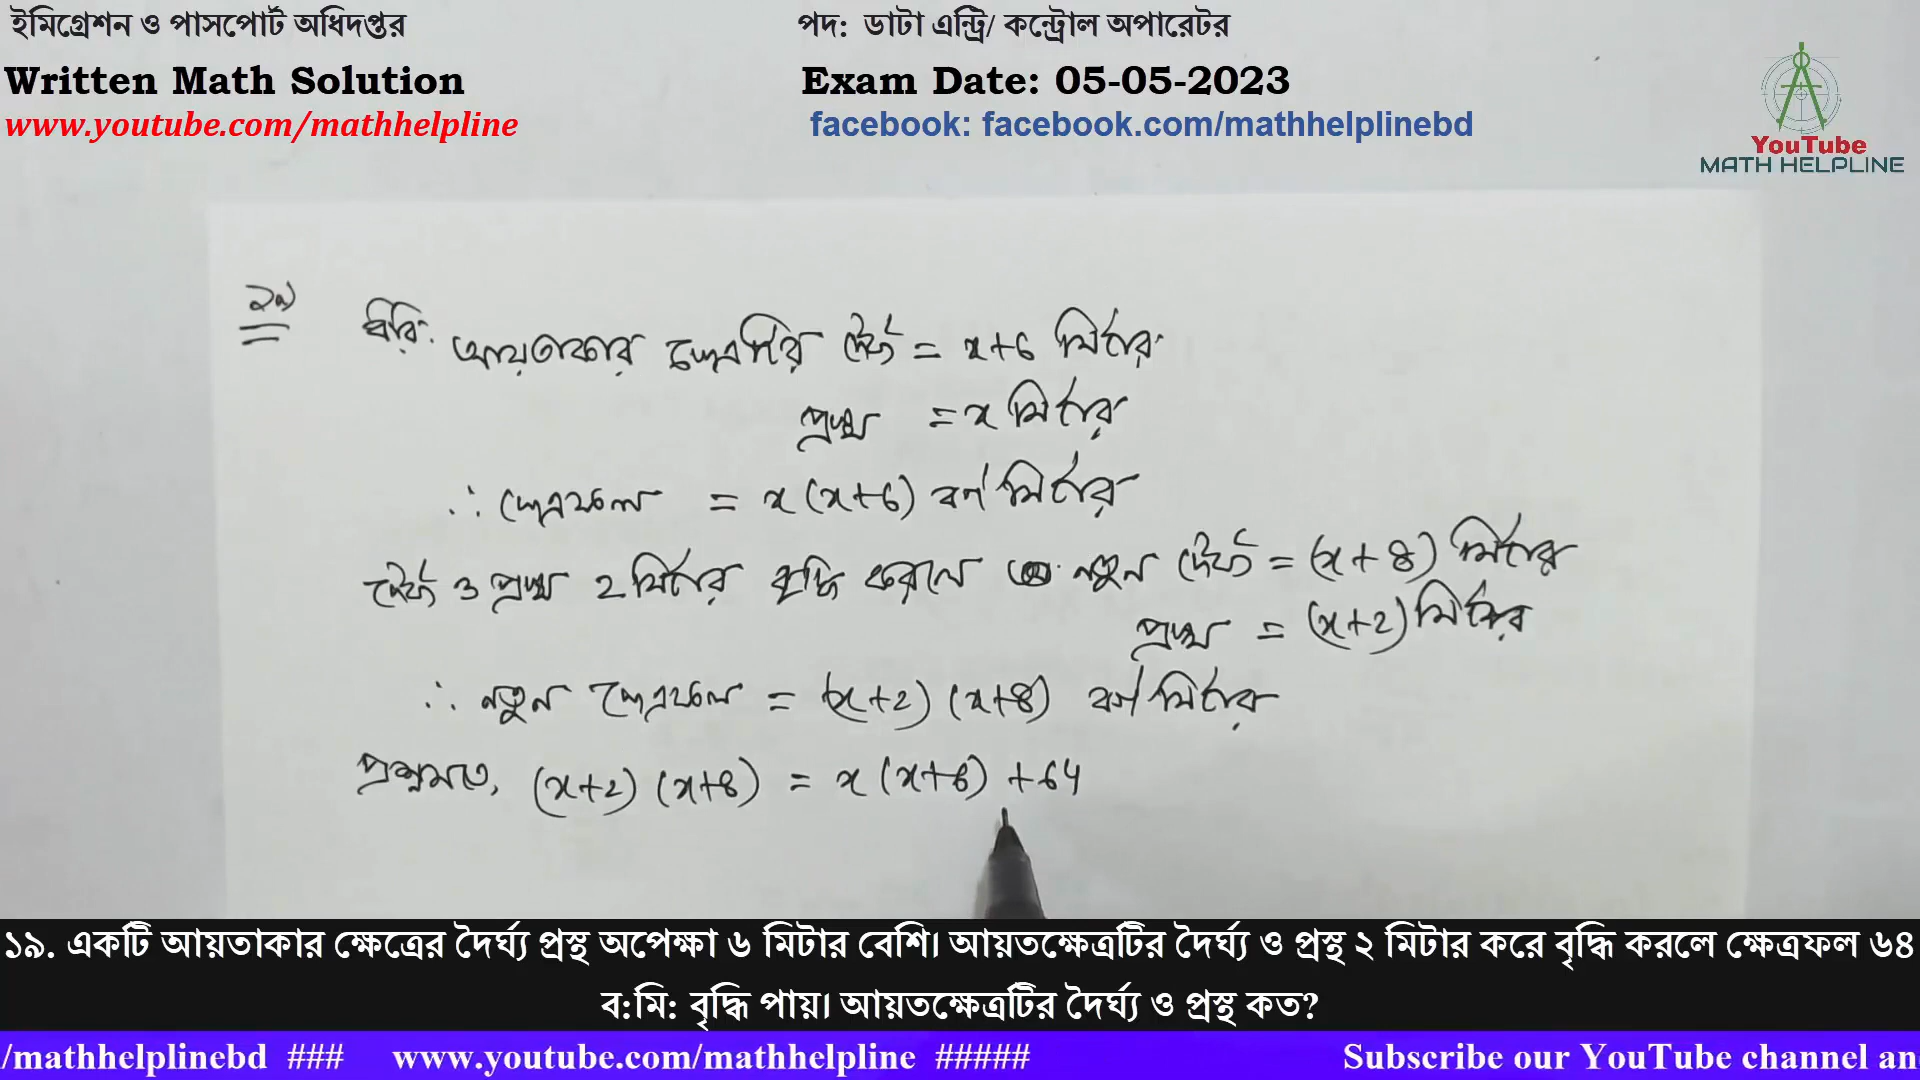 ইমিগ্রেশন ও পাসপোর্ট অধিদপ্তর
পদ: ডাটা এন্ট্রি/ কন্ট্রোল অপারেটর
Written Math Solution
Exam Date: 05-05-2023
www.youtube.com/mathhelpline
facebook: facebook.com/mathhelplinebd
YouTube
MATH HELPLINE
১৯
ধরি, আয়তাকার ক্ষেত্রটির দৈর্ঘ্য = x+6 মিটার
প্রস্থ = x মিটার
∴ ক্ষেত্রফল = x(x+6) বর্গমিটার
দৈর্ঘ্য ও প্রস্থ 2 মিটার বৃদ্ধি করলে নতুন দৈর্ঘ্য = (x+8) মিটার
প্রস্থ = (x+2) মিটার
∴ নতুন ক্ষেত্রফল = (x+2) (x+8) বর্গমিটার
প্রশ্নমতে, (x+2) (x+8) = x(x+6) +64
১৯. একটি আয়তাকার ক্ষেত্রের দৈর্ঘ্য প্রস্থ অপেক্ষা ৬ মিটার বেশি। আয়তক্ষেত্রটির দৈর্ঘ্য ও প্রস্থ ২ মিটার করে বৃদ্ধি করলে ক্ষেত্রফল ৬৪
ব:মি: বৃদ্ধি পায়। আয়তক্ষেত্রটির দৈর্ঘ্য ও প্রস্থ কত?
/mathhelplinebd ### www.youtube.com/mathhelpline ##### Subscribe our YouTube channel an